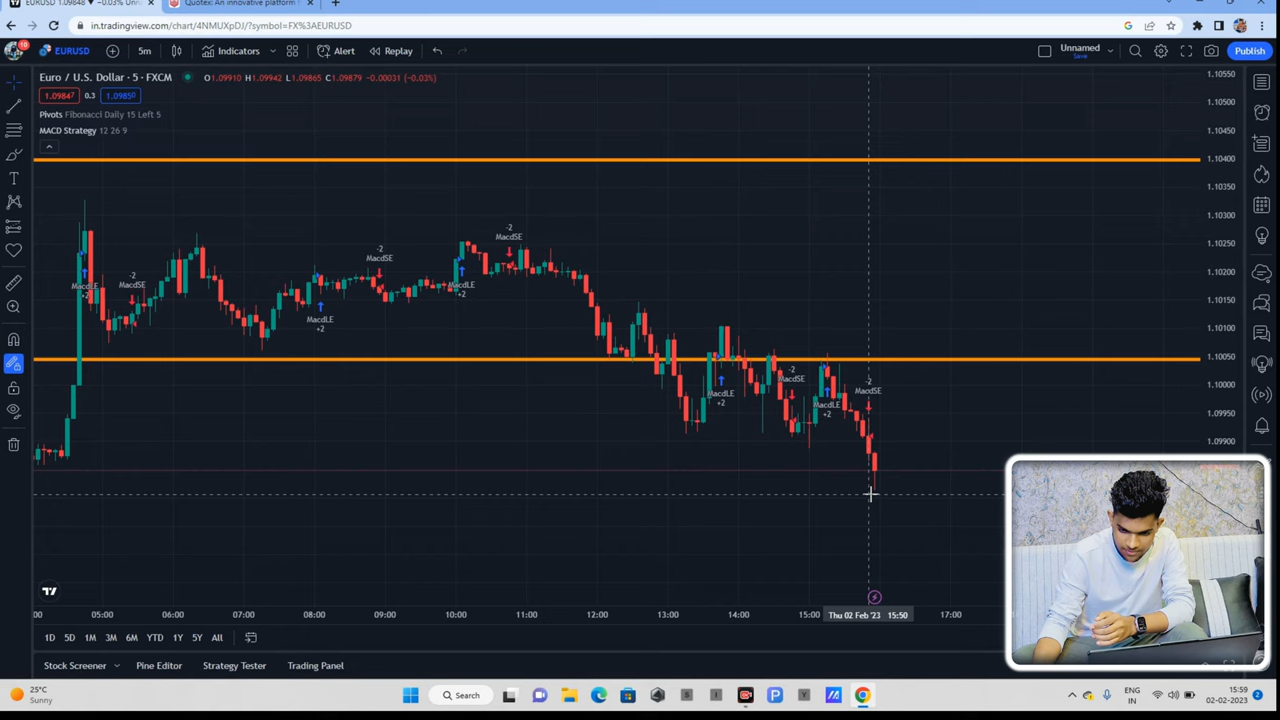 EURUSD 1.09848 ▼ −0.03% Unn
Quotex: An innovative platform f
in.tradingview.com/chart/4NMUXpDJ/?symbol=FX%3AEURUSD
10
EURUSD
5m
Indicators
Alert
Replay
Unnamed
Save
Publish
Euro / U.S. Dollar · 5 · FXCM
O1.09910 H1.09942 L1.09865 C1.09879 −0.00031 (−0.03%)
1.09847
0.3
1.09850
Pivots Fibonacci Daily 15 Left 5
MACD Strategy 12 26 9
1.10550
1.10500
1.10450
1.10400
1.10350
1.10300
1.10250
1.10200
1.10150
1.10100
1.10050
1.10000
1.09950
1.09900
MacdLE
+2
-2
MacdSE
MacdLE
+2
-2
MacdSE
MacdLE
+2
-2
MacdSE
MacdLE
+2
-2
MacdSE
MacdLE
+2
-2
MacdSE
:00
05:00
06:00
07:00
08:00
09:00
10:00
11:00
12:00
13:00
14:00
15:00
Thu 02 Feb '23 15:50
17:00
1D
5D
1M
3M
6M
YTD
1Y
5Y
All
Stock Screener
Pine Editor
Strategy Tester
Trading Panel
25°C
Sunny
Search
ENG
IN
15:59
02-02-2023
2